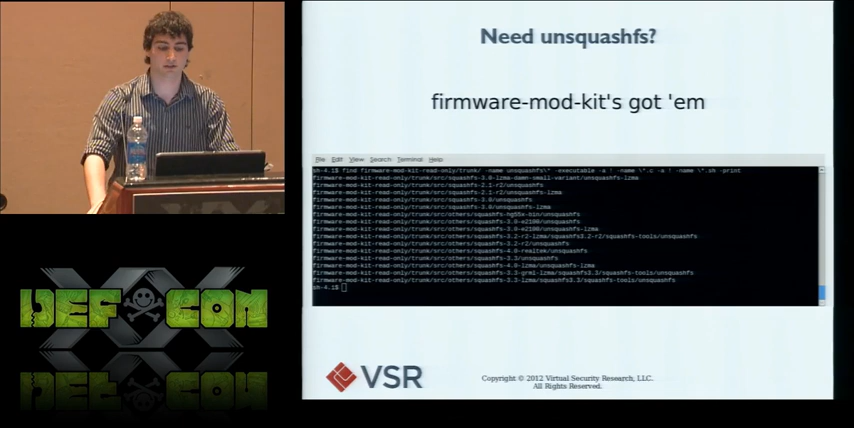 Need unsquashfs?
firmware-mod-kit's got 'em
File Edit View Search Terminal Help
sh-4.1$ find firmware-mod-kit-read-only/trunk/ -name unsquashfs\* -executable -a ! -name \*.c -a ! -name \*.sh -print
firmware-mod-kit-read-only/trunk/src/squashfs-3.0-lzma-damn-small-variant/unsquashfs-lzma
firmware-mod-kit-read-only/trunk/src/squashfs-2.1-r2/unsquashfs
firmware-mod-kit-read-only/trunk/src/squashfs-2.1-r2/unsquashfs-lzma
firmware-mod-kit-read-only/trunk/src/squashfs-3.0/unsquashfs
firmware-mod-kit-read-only/trunk/src/squashfs-3.0/unsquashfs-lzma
firmware-mod-kit-read-only/trunk/src/others/squashfs-hg55x-bin/unsquashfs
firmware-mod-kit-read-only/trunk/src/others/squashfs-3.0-e2100/unsquashfs
firmware-mod-kit-read-only/trunk/src/others/squashfs-3.0-e2100/unsquashfs-lzma
firmware-mod-kit-read-only/trunk/src/others/squashfs-3.2-r2-lzma/squashfs3.2-r2/squashfs-tools/unsquashfs
firmware-mod-kit-read-only/trunk/src/others/squashfs-3.2-r2/unsquashfs
firmware-mod-kit-read-only/trunk/src/others/squashfs-4.0-realtek/unsquashfs
firmware-mod-kit-read-only/trunk/src/others/squashfs-3.3/unsquashfs
firmware-mod-kit-read-only/trunk/src/others/squashfs-4.0-lzma/unsquashfs-lzma
firmware-mod-kit-read-only/trunk/src/others/squashfs-3.3-grml-lzma/squashfs3.3/squashfs-tools/unsquashfs
firmware-mod-kit-read-only/trunk/src/others/squashfs-3.3-lzma/squashfs3.3/squashfs-tools/unsquashfs
sh-4.1$
DEF CON
XX
VSR
Copyright © 2012 Virtual Security Research, LLC.
All Rights Reserved.